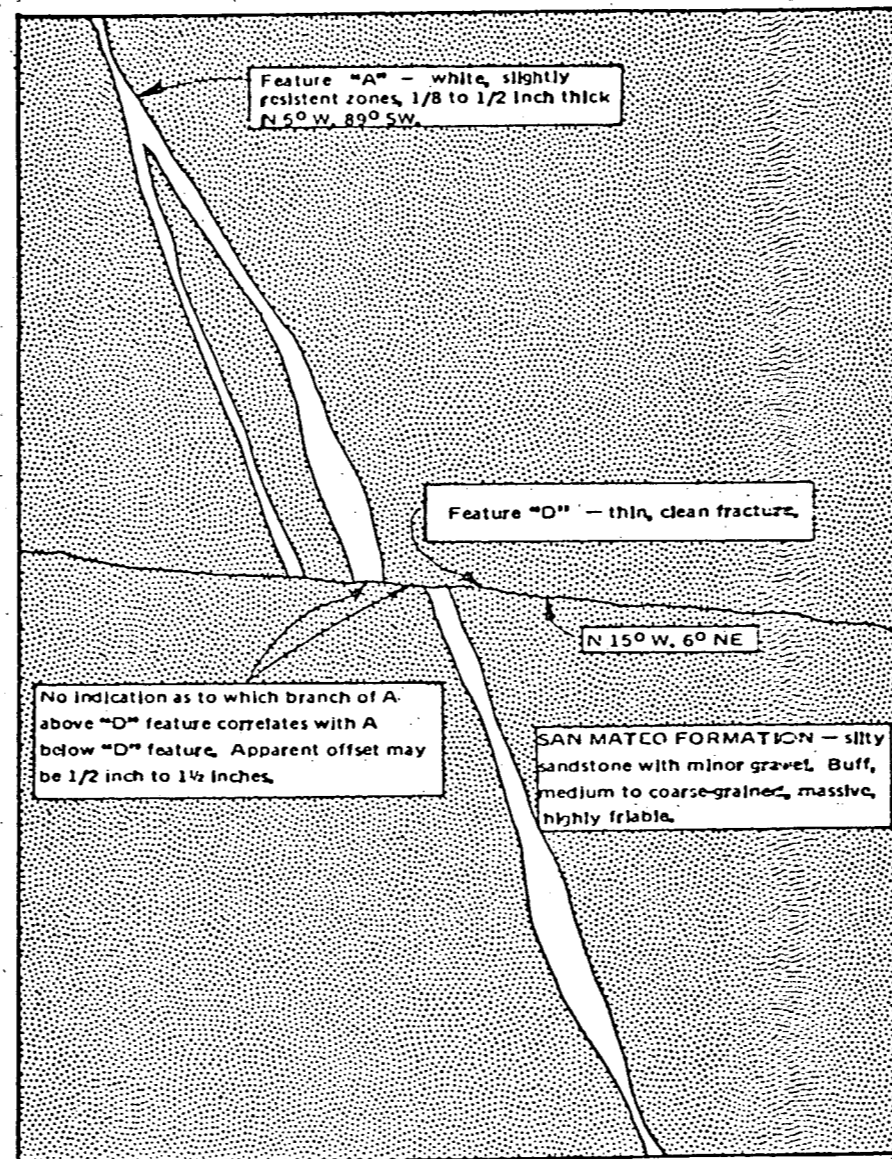 Feature "A" — white, slightly
resistent zones, 1/8 to 1/2 inch thick
N 5° W, 89° SW.
Feature "D" — thin, clean fracture.
N 15° W, 6° NE
No indication as to which branch of A
above "D" feature correlates with A
below "D" feature. Apparent offset may
be 1/2 inch to 1½ inches.
SAN MATEO FORMATION — silty
sandstone with minor gravel. Buff,
medium to coarse-grained, massive,
highly friable.